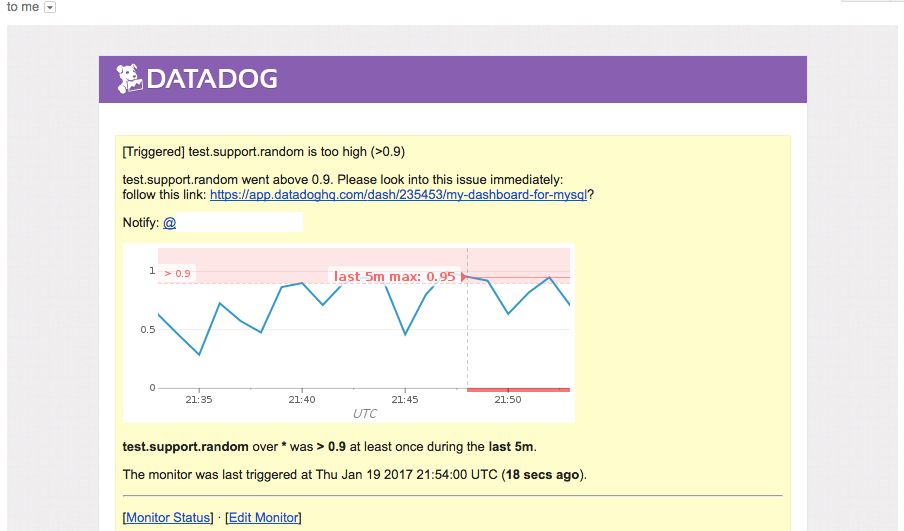 to me
DATADOG
[Triggered] test.support.random is too high (>0.9)
test.support.random went above 0.9. Please look into this issue immediately:
follow this link: https://app.datadoghq.com/dash/235453/my-dashboard-for-mysql?
Notify: @
1
> 0.9
last 5m max: 0.95
0.5
0
21:35 21:40 21:45 21:50
UTC
test.support.random over * was > 0.9 at least once during the last 5m.
The monitor was last triggered at Thu Jan 19 2017 21:54:00 UTC (18 secs ago).
[Monitor Status] · [Edit Monitor]